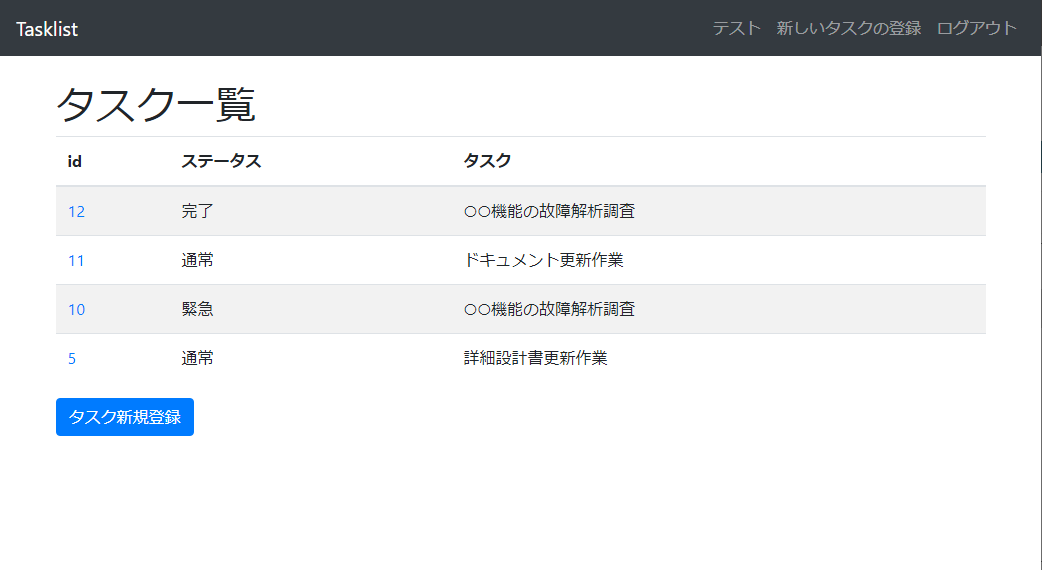 Tasklist テスト 新しいタスクの登録 ログアウト
タスク一覧
id ステータス タスク
12 完了 〇〇機能の故障解析調査
11 通常 ドキュメント更新作業
10 緊急 〇〇機能の故障解析調査
5 通常 詳細設計書更新作業
タスク新規登録